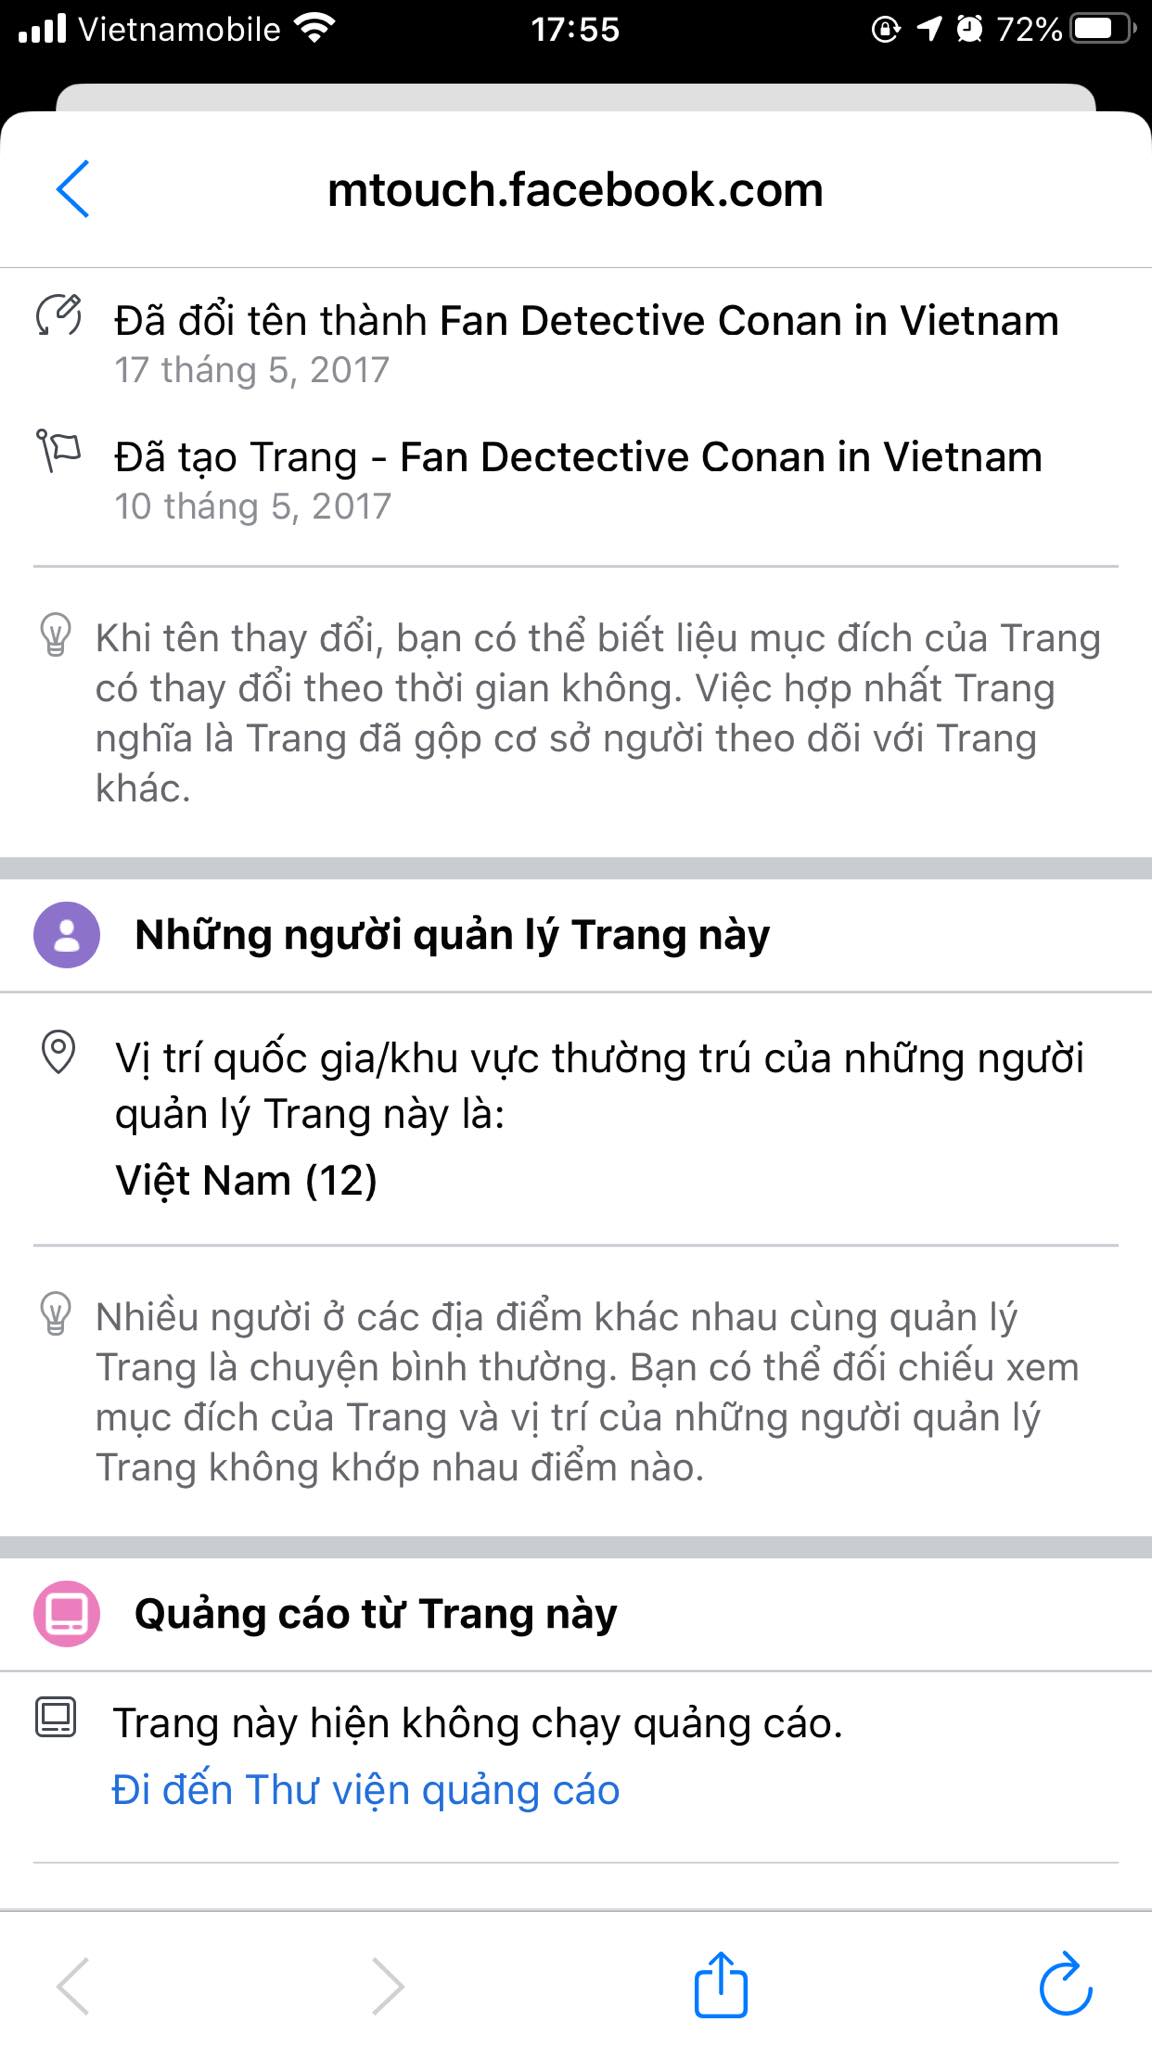 Vietnamobile 17:55 72%
mtouch.facebook.com
Đã đổi tên thành Fan Detective Conan in Vietnam
17 tháng 5, 2017
Đã tạo Trang - Fan Dectective Conan in Vietnam
10 tháng 5, 2017
Khi tên thay đổi, bạn có thể biết liệu mục đích của Trang
có thay đổi theo thời gian không. Việc hợp nhất Trang
nghĩa là Trang đã gộp cơ sở người theo dõi với Trang
khác.
Những người quản lý Trang này
Vị trí quốc gia/khu vực thường trú của những người
quản lý Trang này là:
Việt Nam (12)
Nhiều người ở các địa điểm khác nhau cùng quản lý
Trang là chuyện bình thường. Bạn có thể đối chiếu xem
mục đích của Trang và vị trí của những người quản lý
Trang không khớp nhau điểm nào.
Quảng cáo từ Trang này
Trang này hiện không chạy quảng cáo.
Đi đến Thư viện quảng cáo